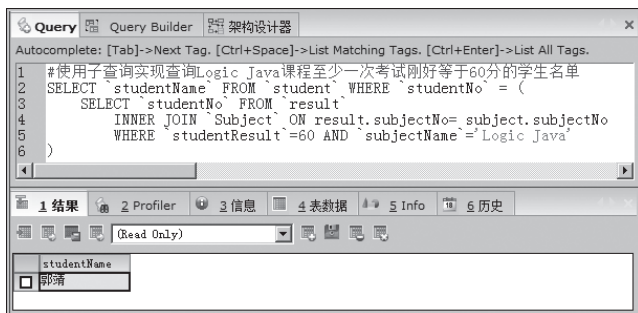 Query Query Builder 架构设计器
Autocomplete: [Tab]->Next Tag. [Ctrl+Space]->List Matching Tags. [Ctrl+Enter]->List All Tags.
1 #使用子查询实现查询Logic Java课程至少一次考试刚好等于60分的学生名单
2 SELECT `studentName` FROM `student` WHERE `studentNo` = (
3 SELECT `studentNo` FROM `result`
4 INNER JOIN `Subject` ON result.subjectNo= subject.subjectNo
5 WHERE `studentResult`=60 AND `subjectName`='Logic Java'
6 )
1 结果 2 Profiler 3 信息 4 表数据 5 Info 6 历史
(Read Only)
studentName
郭靖